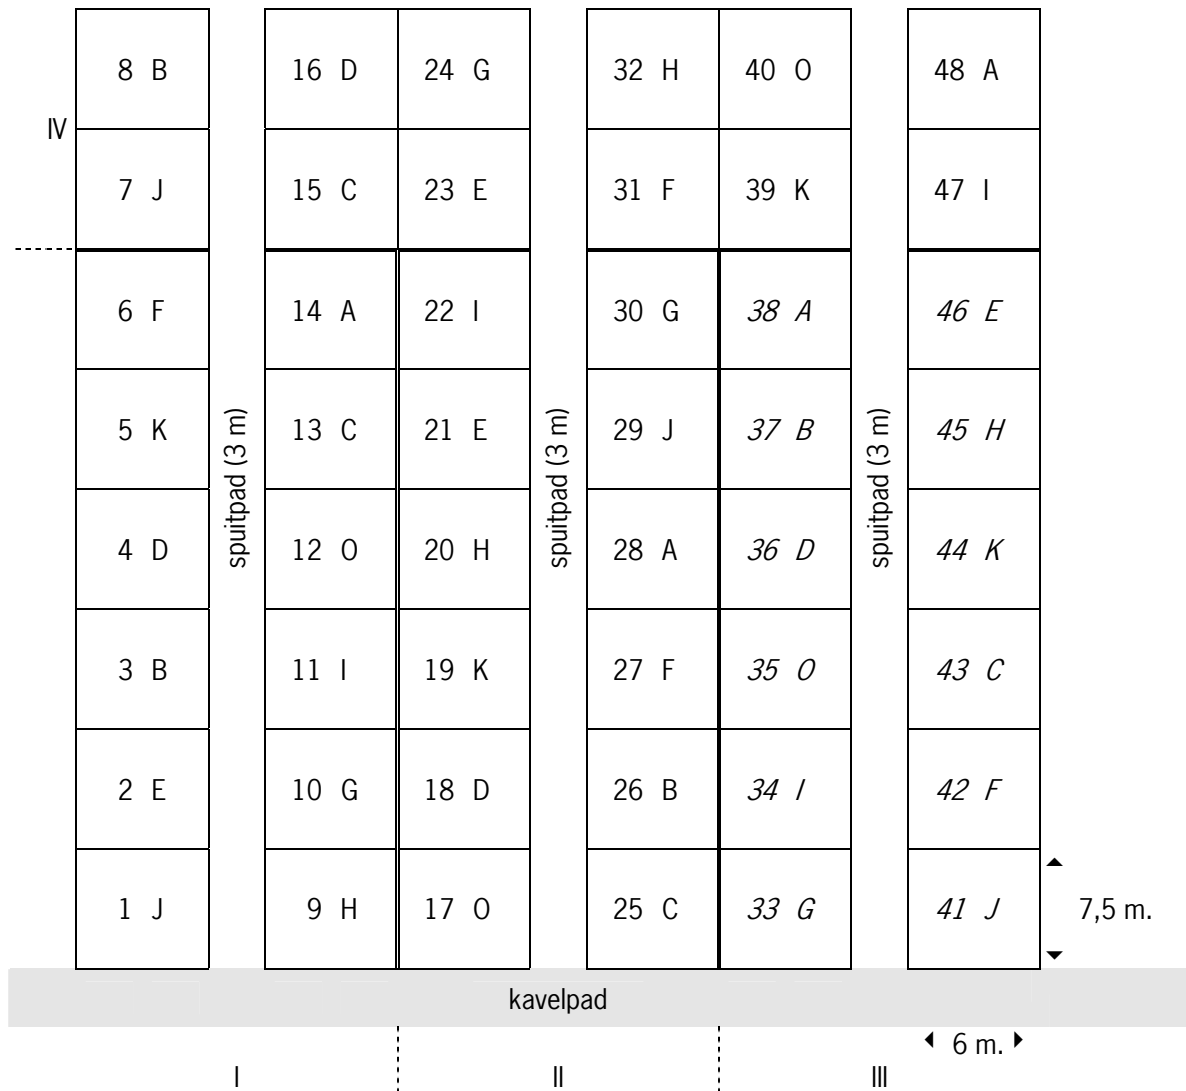 8 B 16 D 24 G 32 H 40 O 48 A
IV
7 J 15 C 23 E 31 F 39 K 47 I
6 F 14 A 22 I 30 G 38 A 46 E
5 K 13 C 21 E 29 J 37 B 45 H
spuitpad (3 m) spuitpad (3 m) spuitpad (3 m)
4 D 12 O 20 H 28 A 36 D 44 K
3 B 11 I 19 K 27 F 35 O 43 C
2 E 10 G 18 D 26 B 34 I 42 F
1 J 9 H 17 O 25 C 33 G 41 J 7,5 m.
kavelpad
6 m.
I II III